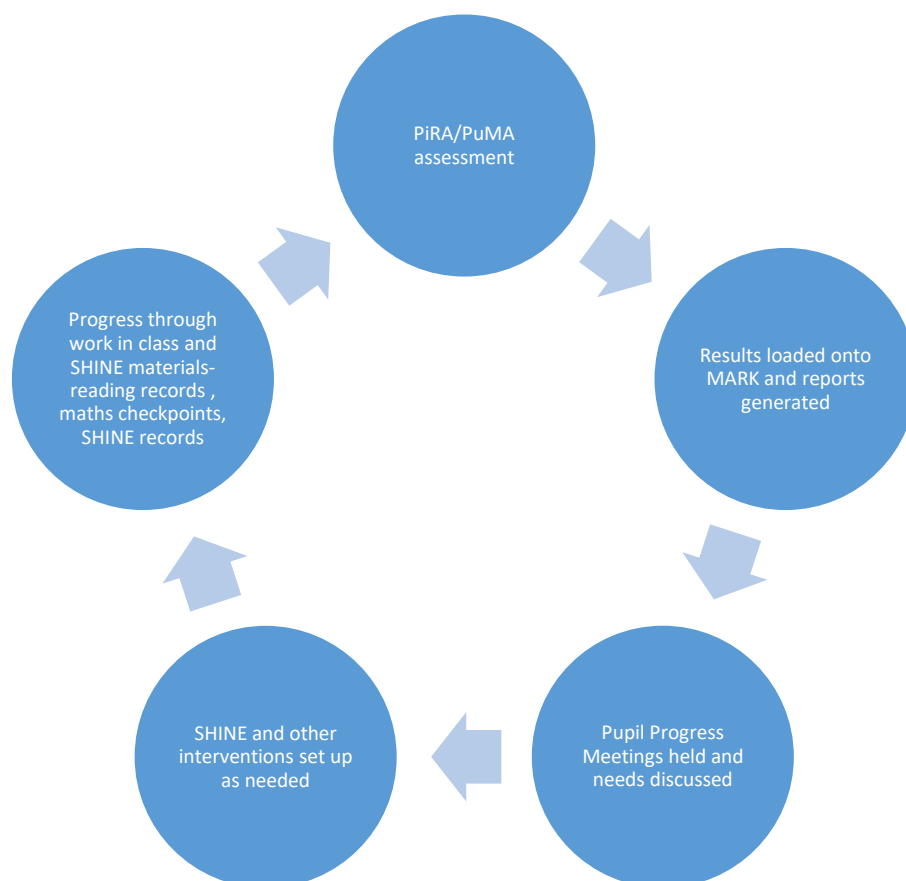 PiRA/PuMA
assessment
Results loaded onto
MARK and reports
generated
Pupil Progress
Meetings held and
needs discussed
SHINE and other
interventions set up
as needed
Progress through
work in class and
SHINE materials-
reading records ,
maths checkpoints,
SHINE records